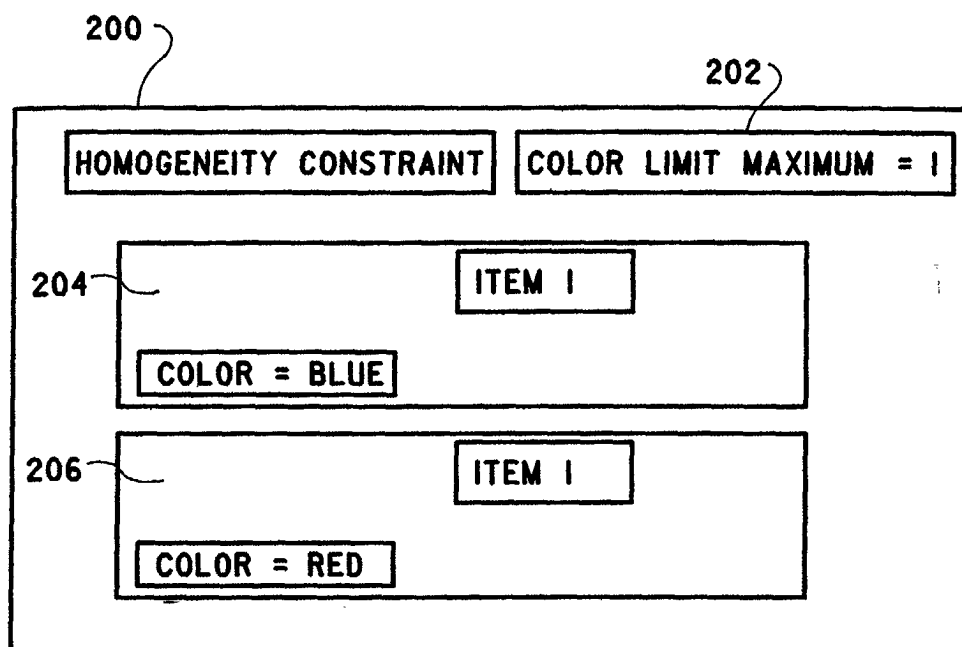 200
202
HOMOGENEITY CONSTRAINT
COLOR LIMIT MAXIMUM = 1
204
ITEM 1
COLOR = BLUE
206
ITEM 1
COLOR = RED